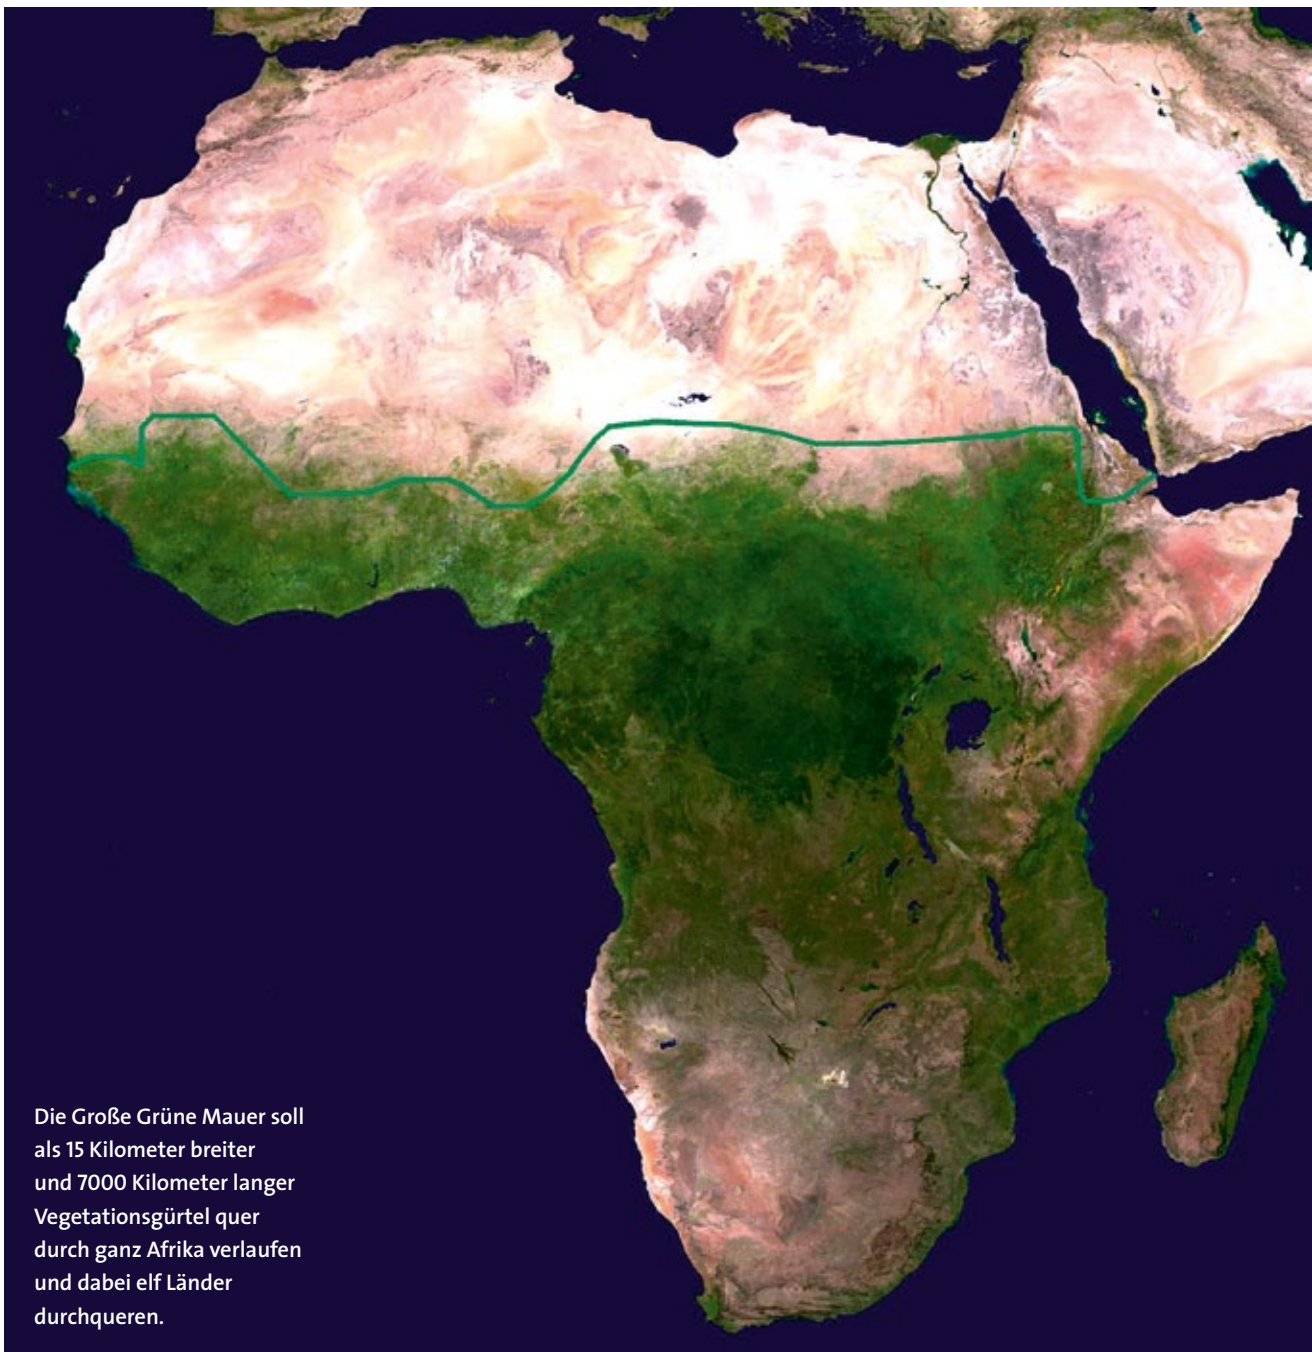 Die Große Grüne Mauer soll
als 15 Kilometer breiter
und 7000 Kilometer langer
Vegetationsgürtel quer
durch ganz Afrika verlaufen
und dabei elf Länder
durchqueren.